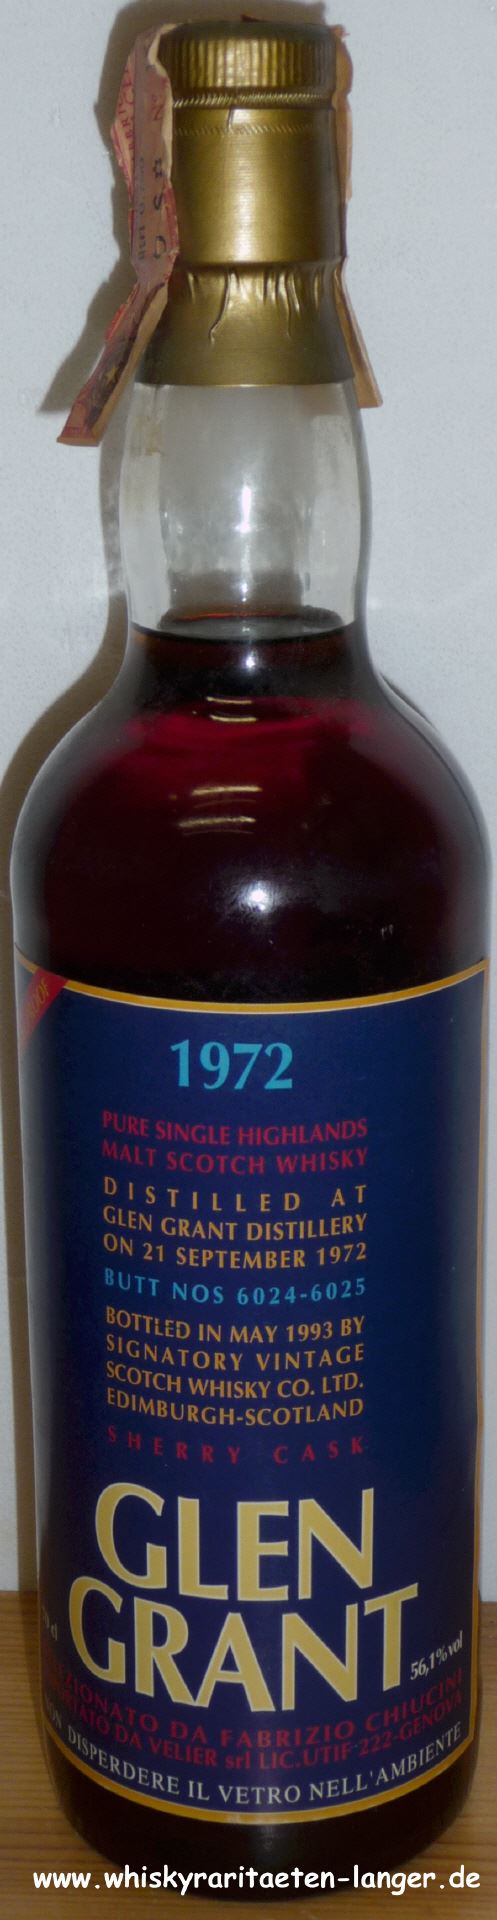 1972
PURE SINGLE HIGHLANDS
MALT SCOTCH WHISKY
DISTILLED AT
GLEN GRANT DISTILLERY
ON 21 SEPTEMBER 1972
BUTT NOS 6024-6025
BOTTLED IN MAY 1993 BY
SIGNATORY VINTAGE
SCOTCH WHISKY CO. LTD.
EDIMBURGH-SCOTLAND
SHERRY CASK
GLEN
GRANT
56,1% vol
DA FABRIZIO CHIUCINI
DA VELIER srl LIC.UTIF 222-GENOVA
NON DISPERDERE IL VETRO NELL'AMBIENTE
www.whiskyraritaeten-langer.de